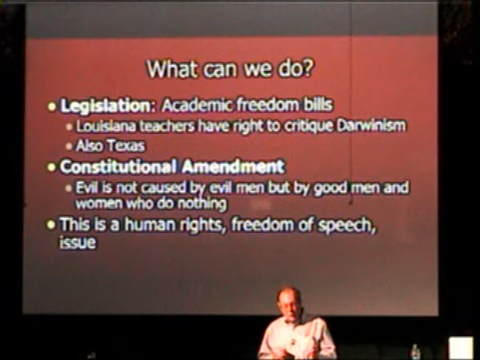 What can we do?
• Legislation: Academic freedom bills
• Louisiana teachers have right to critique Darwinism
• Also Texas
• Constitutional Amendment
• Evil is not caused by evil men but by good men and
women who do nothing
• This is a human rights, freedom of speech,
issue